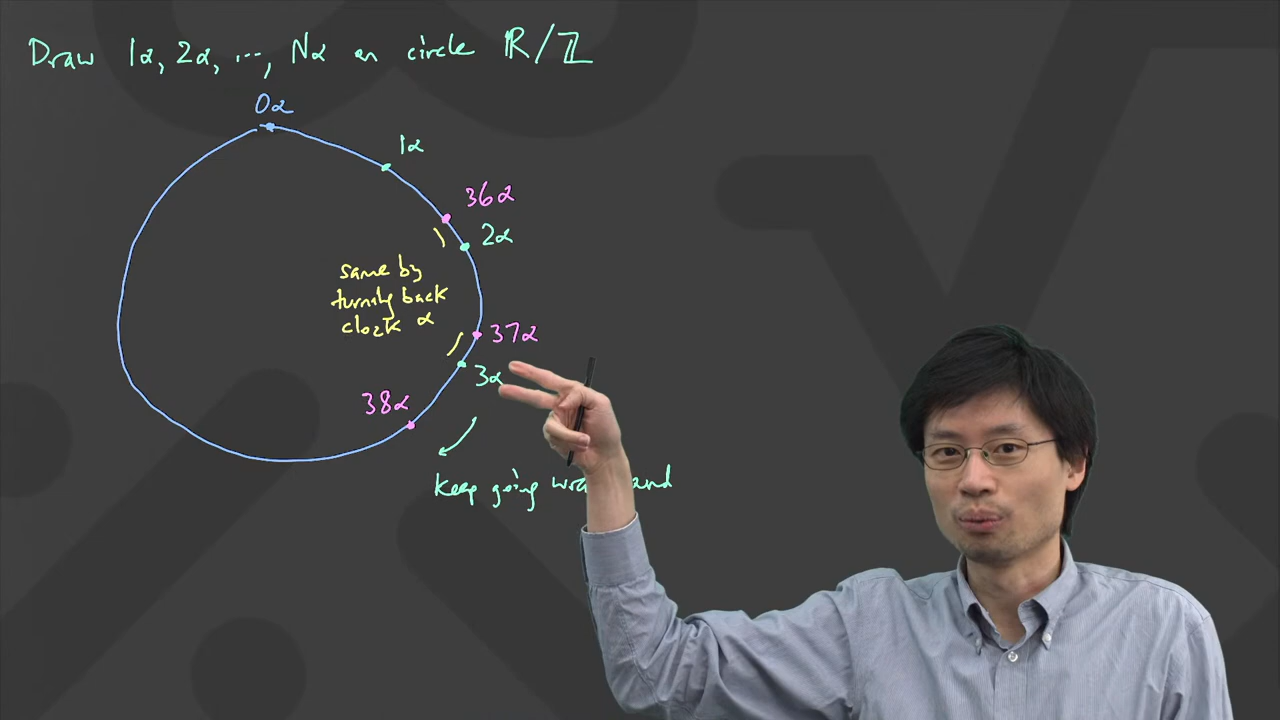 Draw 1α, 2α, ..., Nα on circle ℝ/ℤ
0α
1α
36α
2α
same by
turning back
clock α
37α
3α
38α
keep going